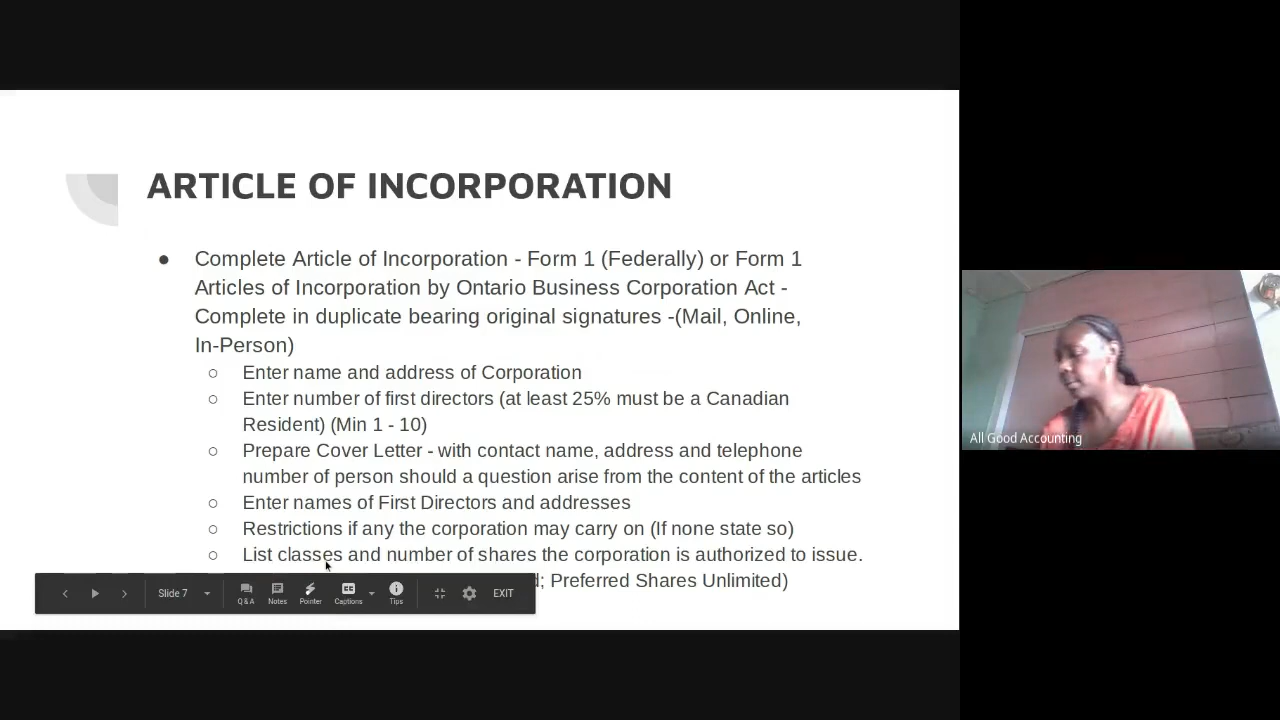 ARTICLE OF INCORPORATION
● Complete Article of Incorporation - Form 1 (Federally) or Form 1
Articles of Incorporation by Ontario Business Corporation Act -
Complete in duplicate bearing original signatures -(Mail, Online,
In-Person)
○ Enter name and address of Corporation
○ Enter number of first directors (at least 25% must be a Canadian
Resident) (Min 1 - 10)
○ Prepare Cover Letter - with contact name, address and telephone
number of person should a question arise from the content of the articles
○ Enter names of First Directors and addresses
○ Restrictions if any the corporation may carry on (If none state so)
○ List classes and number of shares the corporation is authorized to issue.
; Preferred Shares Unlimited)
Slide 7
Q & A
Notes
Pointer
CC
Captions
Tips
EXIT
All Good Accounting